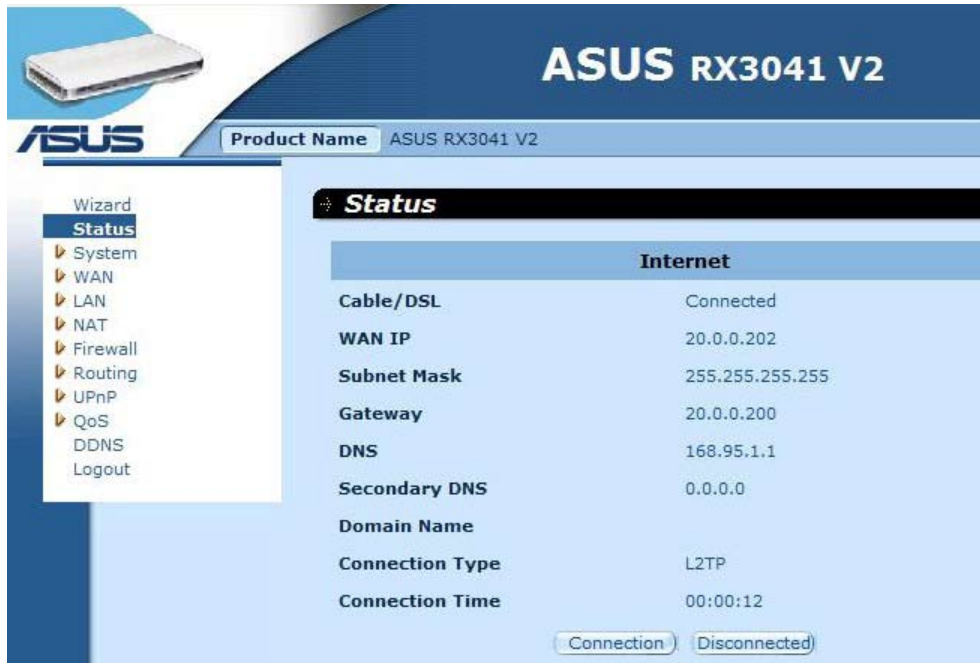 ASUS RX3041 V2
ASUS
Product Name ASUS RX3041 V2
Wizard
Status
System
WAN
LAN
NAT
Firewall
Routing
UPnP
QoS
DDNS
Logout
Status
Internet
Cable/DSL Connected
WAN IP 20.0.0.202
Subnet Mask 255.255.255.255
Gateway 20.0.0.200
DNS 168.95.1.1
Secondary DNS 0.0.0.0
Domain Name
Connection Type L2TP
Connection Time 00:00:12
Connection Disconnected